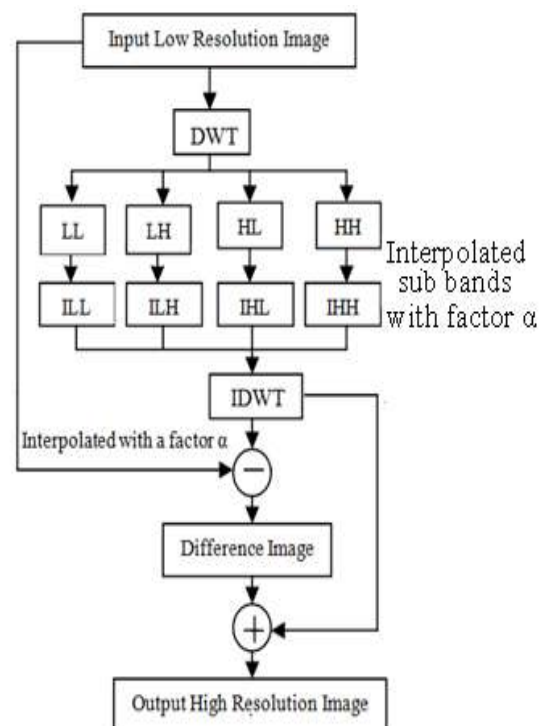 Input Low Resolution Image
DWT
LL LH HL HH
Interpolated
sub bands
with factor α
ILL ILH IHL IHH
IDWT
Interpolated with a factor α
−
Difference Image
+
Output High Resolution Image